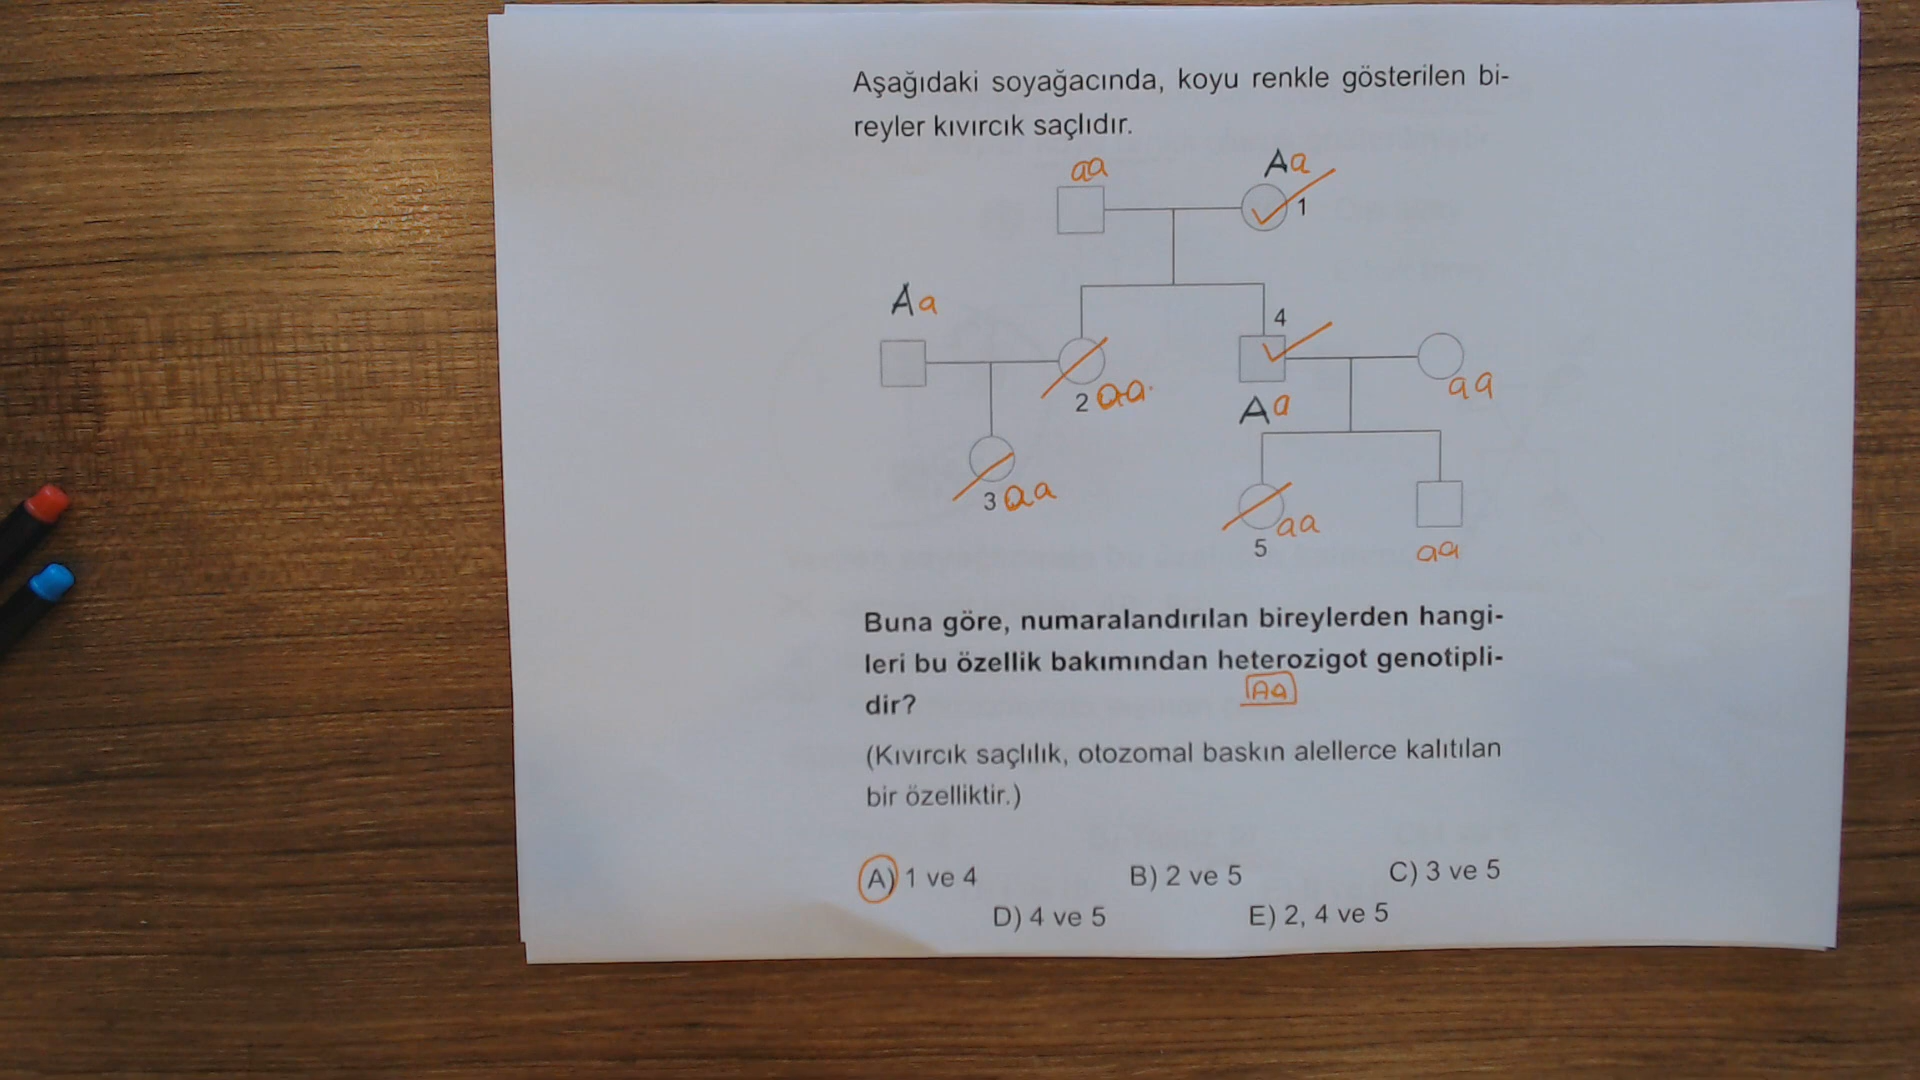 Aşağıdaki soyağacında, koyu renkle gösterilen bi-
reyler kıvırcık saçlıdır.
aa
Aa
1
Aa
4
2 aa
Aa
aa
3 aa
aa
5
aa
Buna göre, numaralandırılan bireylerden hangi-
leri bu özellik bakımından heterozigot genotipli-
dir?
Aa
(Kıvırcık saçlılık, otozomal baskın alellerce kalıtılan
bir özelliktir.)
A) 1 ve 4 B) 2 ve 5 C) 3 ve 5
D) 4 ve 5 E) 2, 4 ve 5